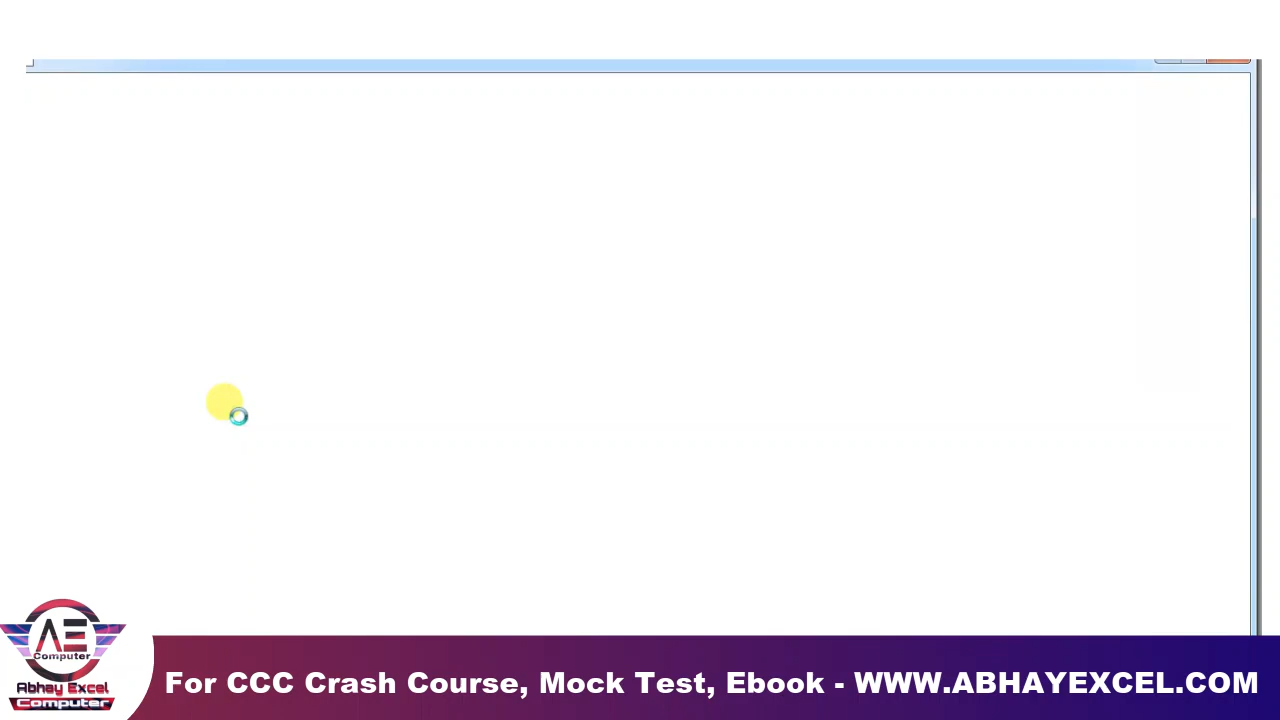 AE
Computer
Abhay Excel
Computer
For CCC Crash Course, Mock Test, Ebook - WWW.ABHAYEXCEL.COM